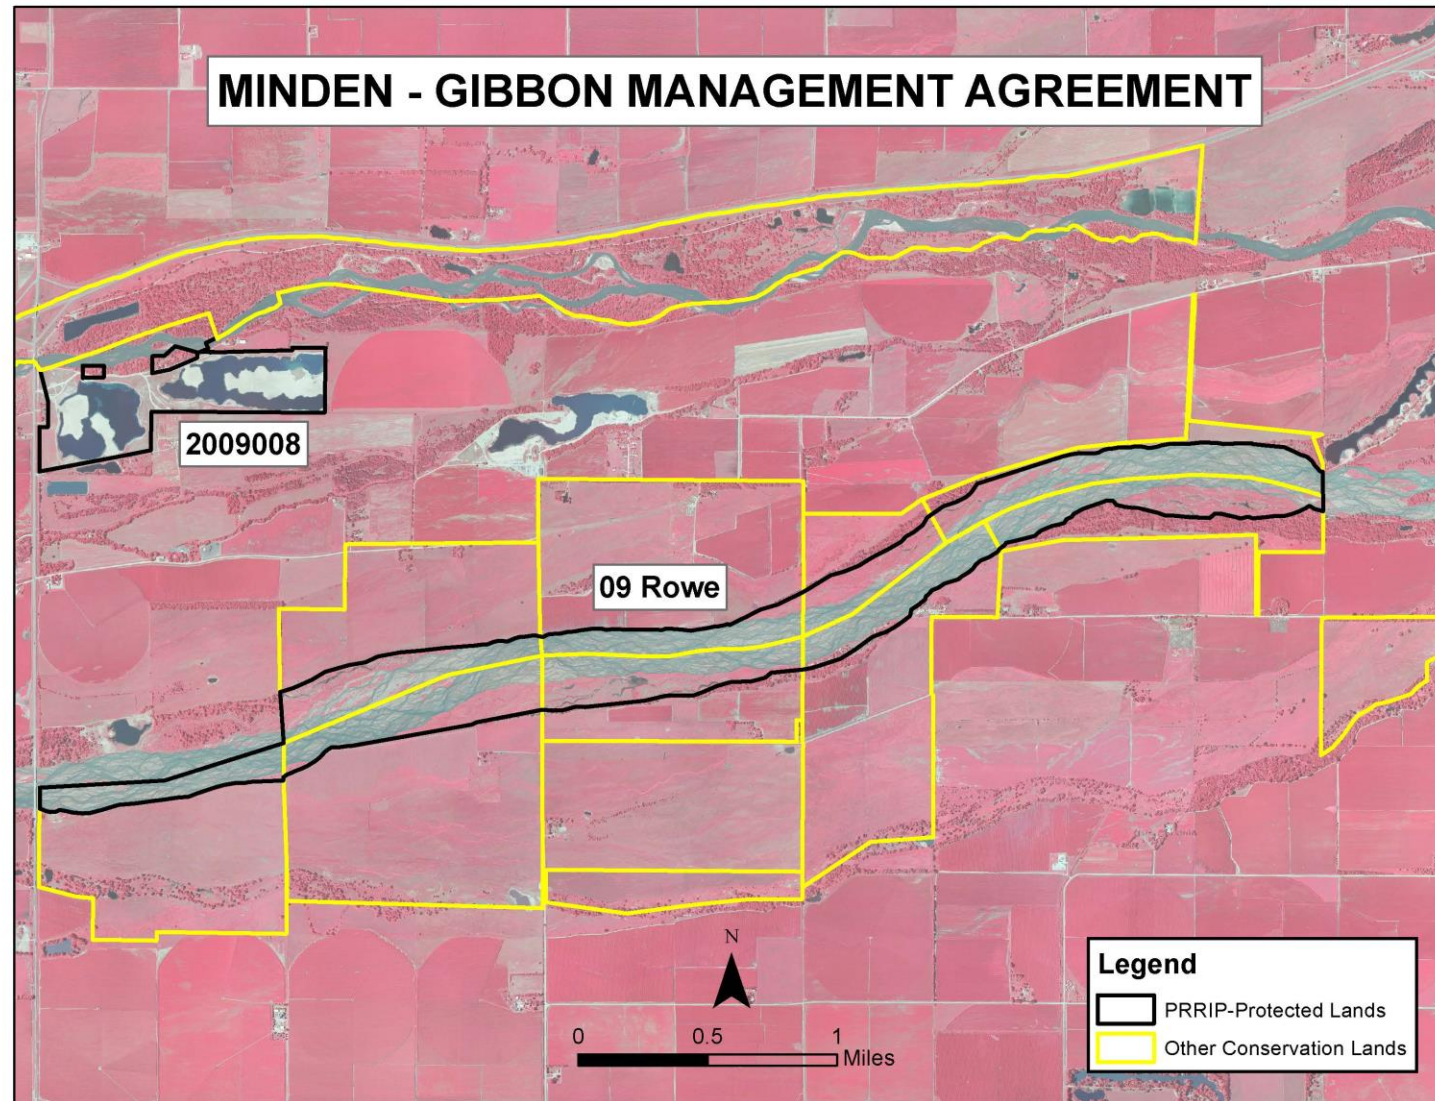 MINDEN - GIBBON MANAGEMENT AGREEMENT
2009008
09 Rowe
N
0 0.5 1
Miles
Legend
PRRIP-Protected Lands
Other Conservation Lands